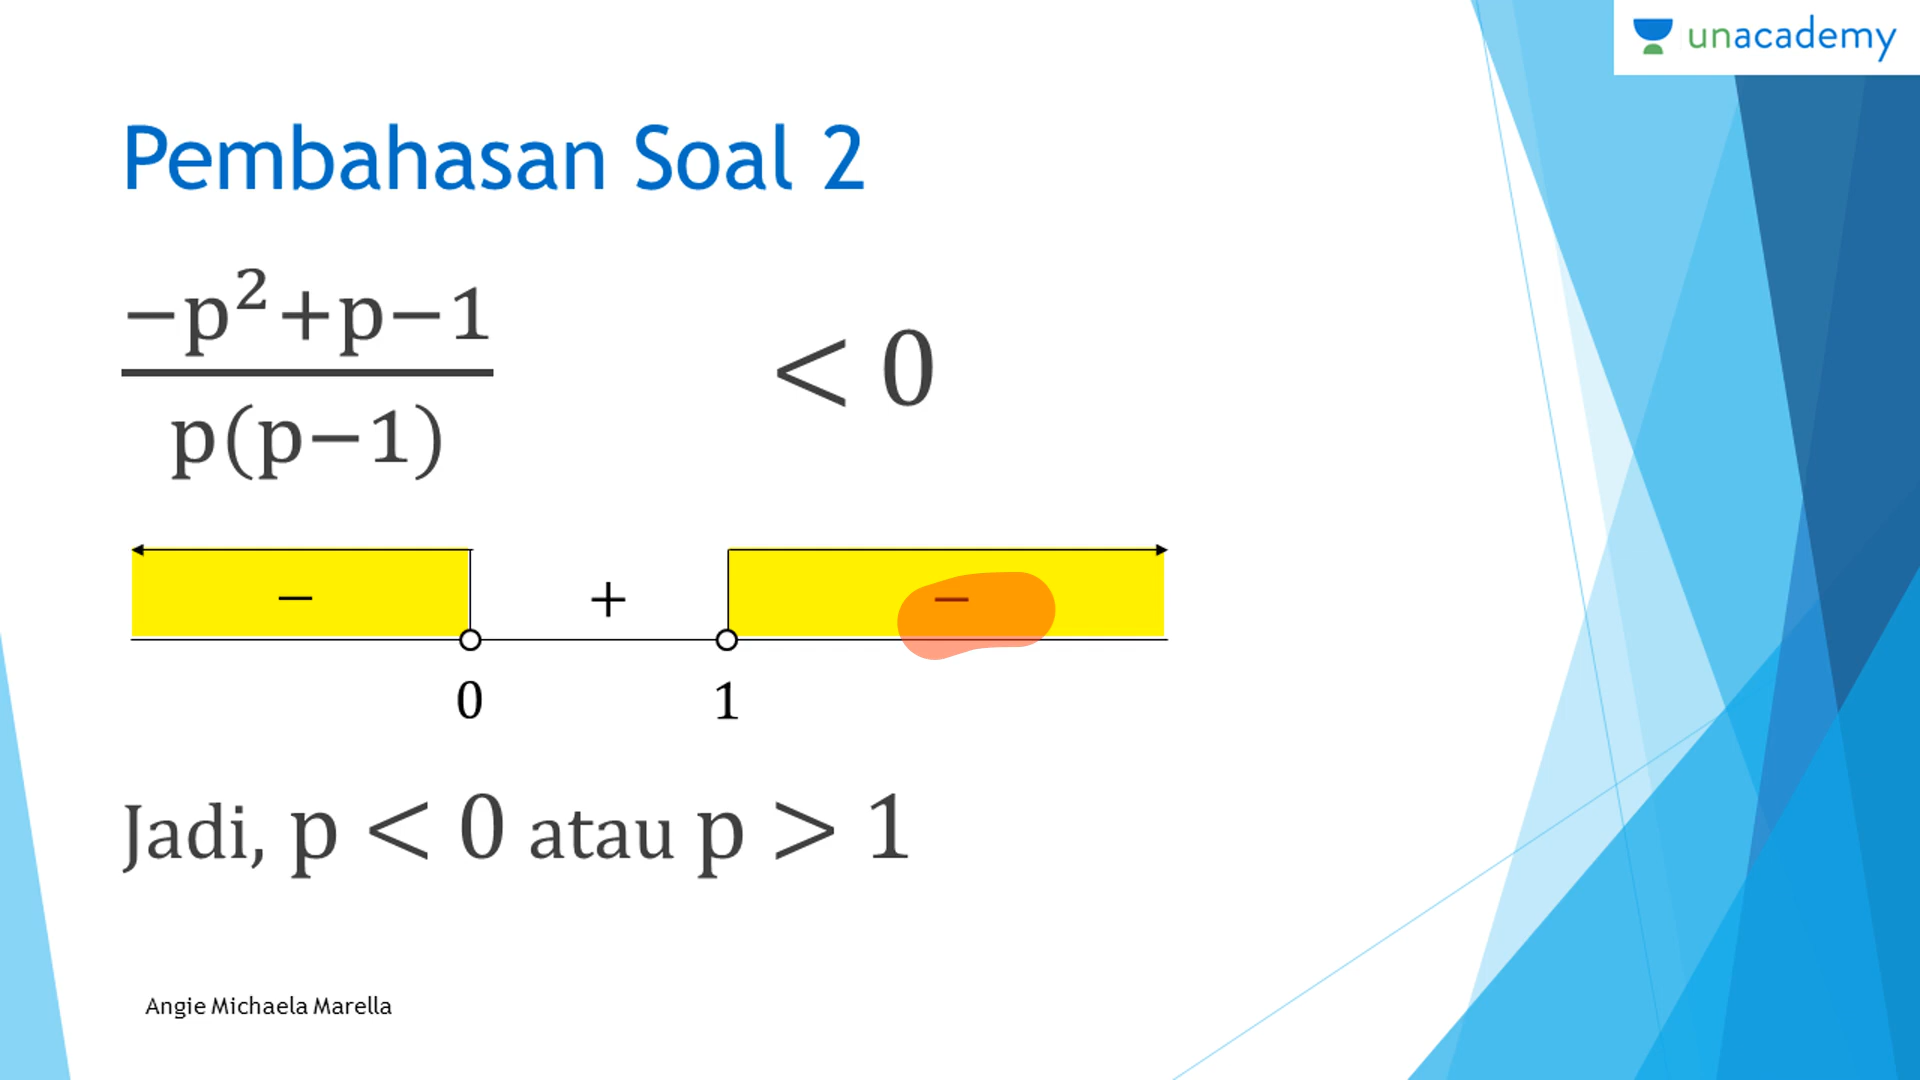 unacademy
Pembahasan Soal 2
−p²+p−1
p(p−1)
< 0
− + −
0 1
Jadi, p < 0 atau p > 1
Angie Michaela Marella